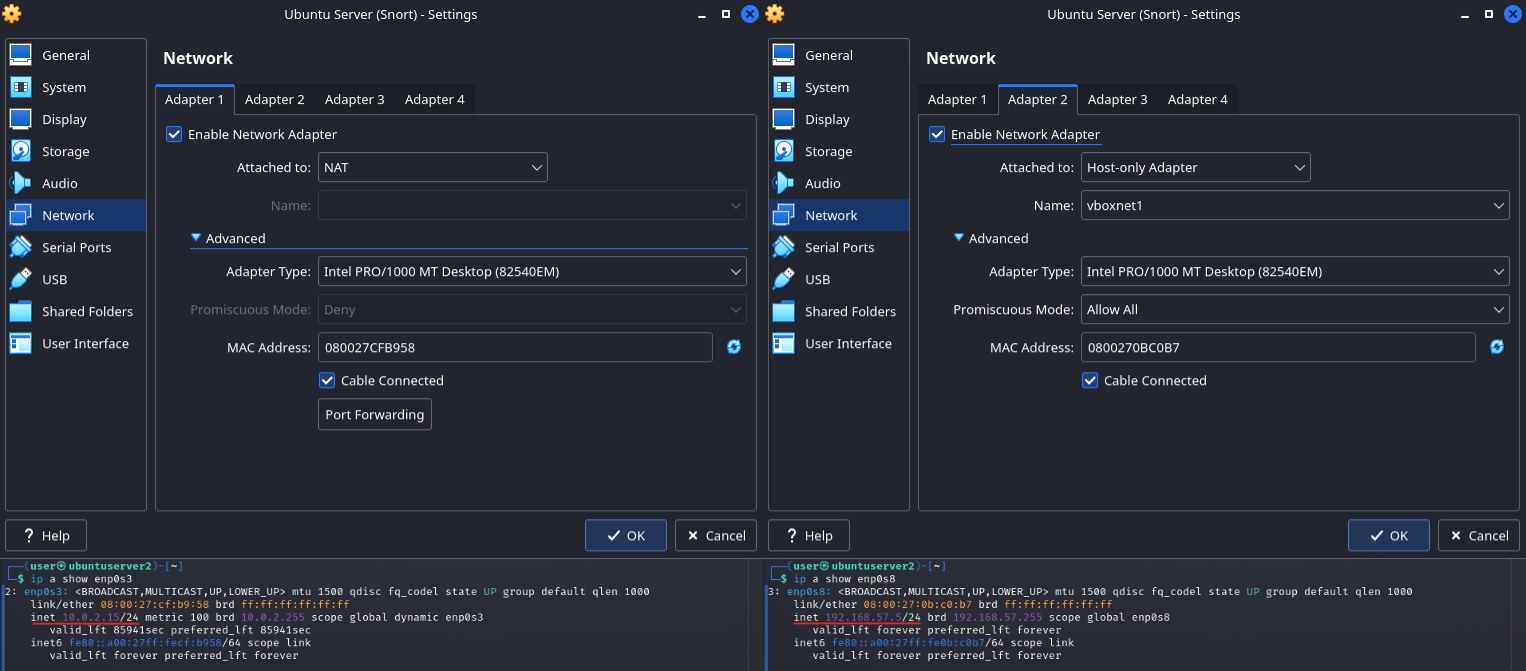 Ubuntu Server (Snort) - Settings
General
System
Display
Storage
Audio
Network
Serial Ports
USB
Shared Folders
User Interface
Network
Adapter 1 Adapter 2 Adapter 3 Adapter 4
Enable Network Adapter
Attached to: NAT
Name:
Advanced
Adapter Type: Intel PRO/1000 MT Desktop (82540EM)
Promiscuous Mode: Deny
MAC Address: 080027CFB958
Cable Connected
Port Forwarding
? Help OK Cancel
(user㉿ubuntuserver2)-[~]
$ ip a show enp0s3
2: enp0s3: <BROADCAST,MULTICAST,UP,LOWER_UP> mtu 1500 qdisc fq_codel state UP group default qlen 1000
link/ether 08:00:27:cf:b9:58 brd ff:ff:ff:ff:ff:ff
inet 10.0.2.15/24 metric 100 brd 10.0.2.255 scope global dynamic enp0s3
valid_lft 85941sec preferred_lft 85941sec
inet6 fe80::a00:27ff:fecf:b958/64 scope link
valid_lft forever preferred_lft forever
Ubuntu Server (Snort) - Settings
General
System
Display
Storage
Audio
Network
Serial Ports
USB
Shared Folders
User Interface
Network
Adapter 1 Adapter 2 Adapter 3 Adapter 4
Enable Network Adapter
Attached to: Host-only Adapter
Name: vboxnet1
Advanced
Adapter Type: Intel PRO/1000 MT Desktop (82540EM)
Promiscuous Mode: Allow All
MAC Address: 0800270BC0B7
Cable Connected
? Help OK Cancel
(user㉿ubuntuserver2)-[~]
$ ip a show enp0s8
3: enp0s8: <BROADCAST,MULTICAST,UP,LOWER_UP> mtu 1500 qdisc fq_codel state UP group default qlen 1000
link/ether 08:00:27:0b:c0:b7 brd ff:ff:ff:ff:ff:ff
inet 192.168.57.5/24 brd 192.168.57.255 scope global enp0s8
valid_lft forever preferred_lft forever
inet6 fe80::a00:27ff:fe0b:c0b7/64 scope link
valid_lft forever preferred_lft forever